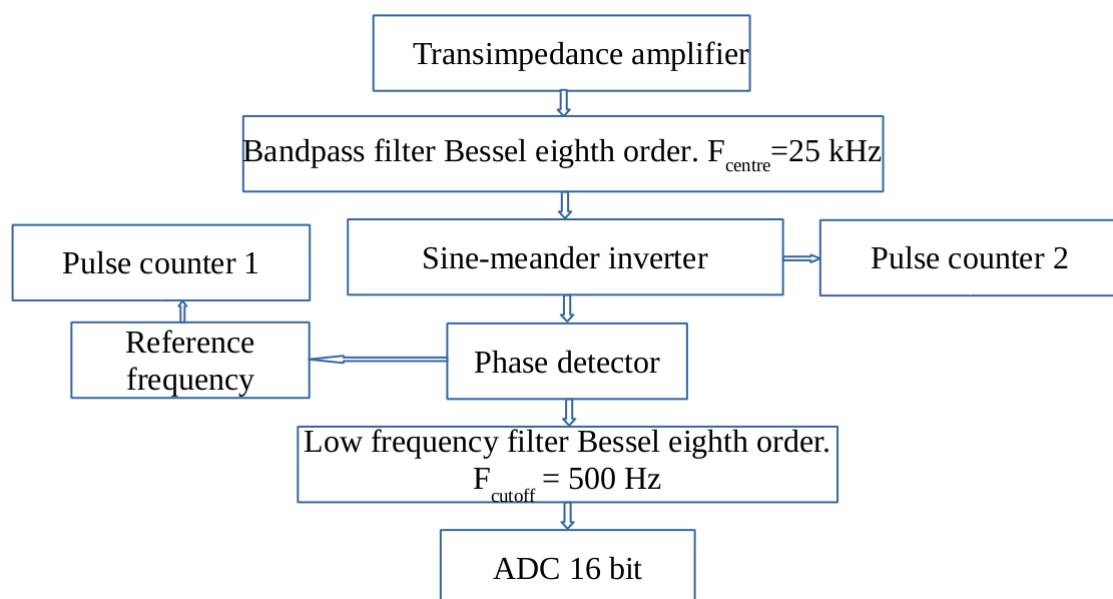 Transimpedance amplifier
Bandpass filter Bessel eighth order. Fcentre=25 kHz
Pulse counter 1
Sine-meander inverter
Pulse counter 2
Reference
frequency
Phase detector
Low frequency filter Bessel eighth order.
Fcutoff = 500 Hz
ADC 16 bit